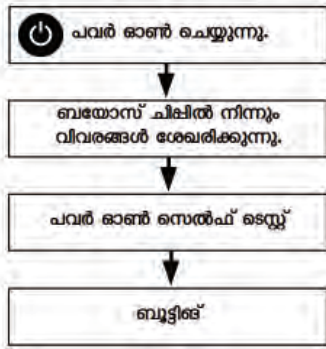 പവർ ഓൺ ചെയ്യുന്നു.
ബയോസ് ചിപ്പിൽ നിന്നും
വിവരങ്ങൾ ശേഖരിക്കുന്നു.
പവർ ഓൺ സെൽഫ് ടെസ്റ്റ്
ബൂട്ടിങ്